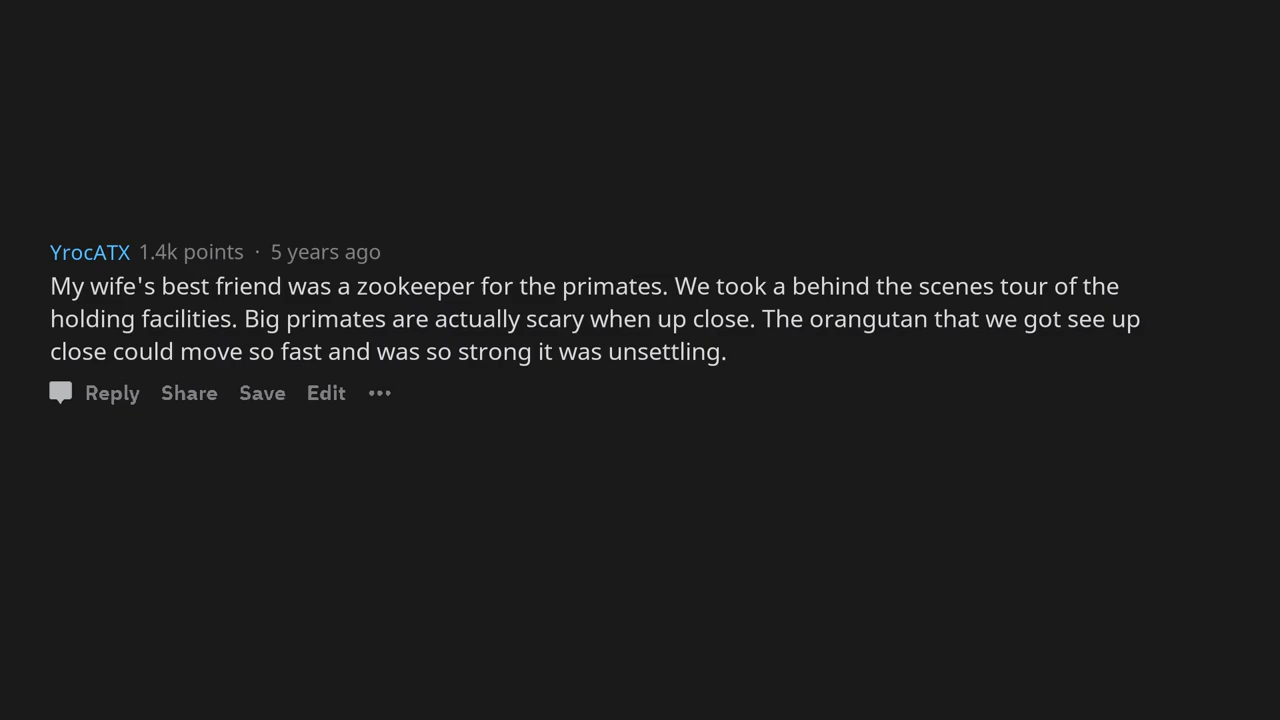 YrocATX 1.4k points · 5 years ago
My wife's best friend was a zookeeper for the primates. We took a behind the scenes tour of the
holding facilities. Big primates are actually scary when up close. The orangutan that we got see up
close could move so fast and was so strong it was unsettling.
Reply Share Save Edit •••